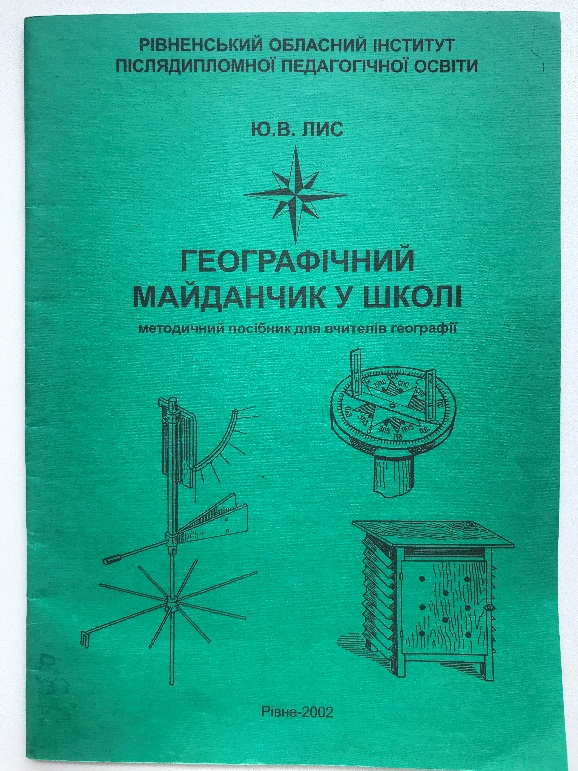 РІВНЕНСЬКИЙ ОБЛАСНИЙ ІНСТИТУТ
ПІСЛЯДИПЛОМНОЇ ПЕДАГОГІЧНОЇ ОСВІТИ
Ю.В. ЛИС
ГЕОГРАФІЧНИЙ
МАЙДАНЧИК У ШКОЛІ
методичний посібник для вчителів географії
Рівне-2002